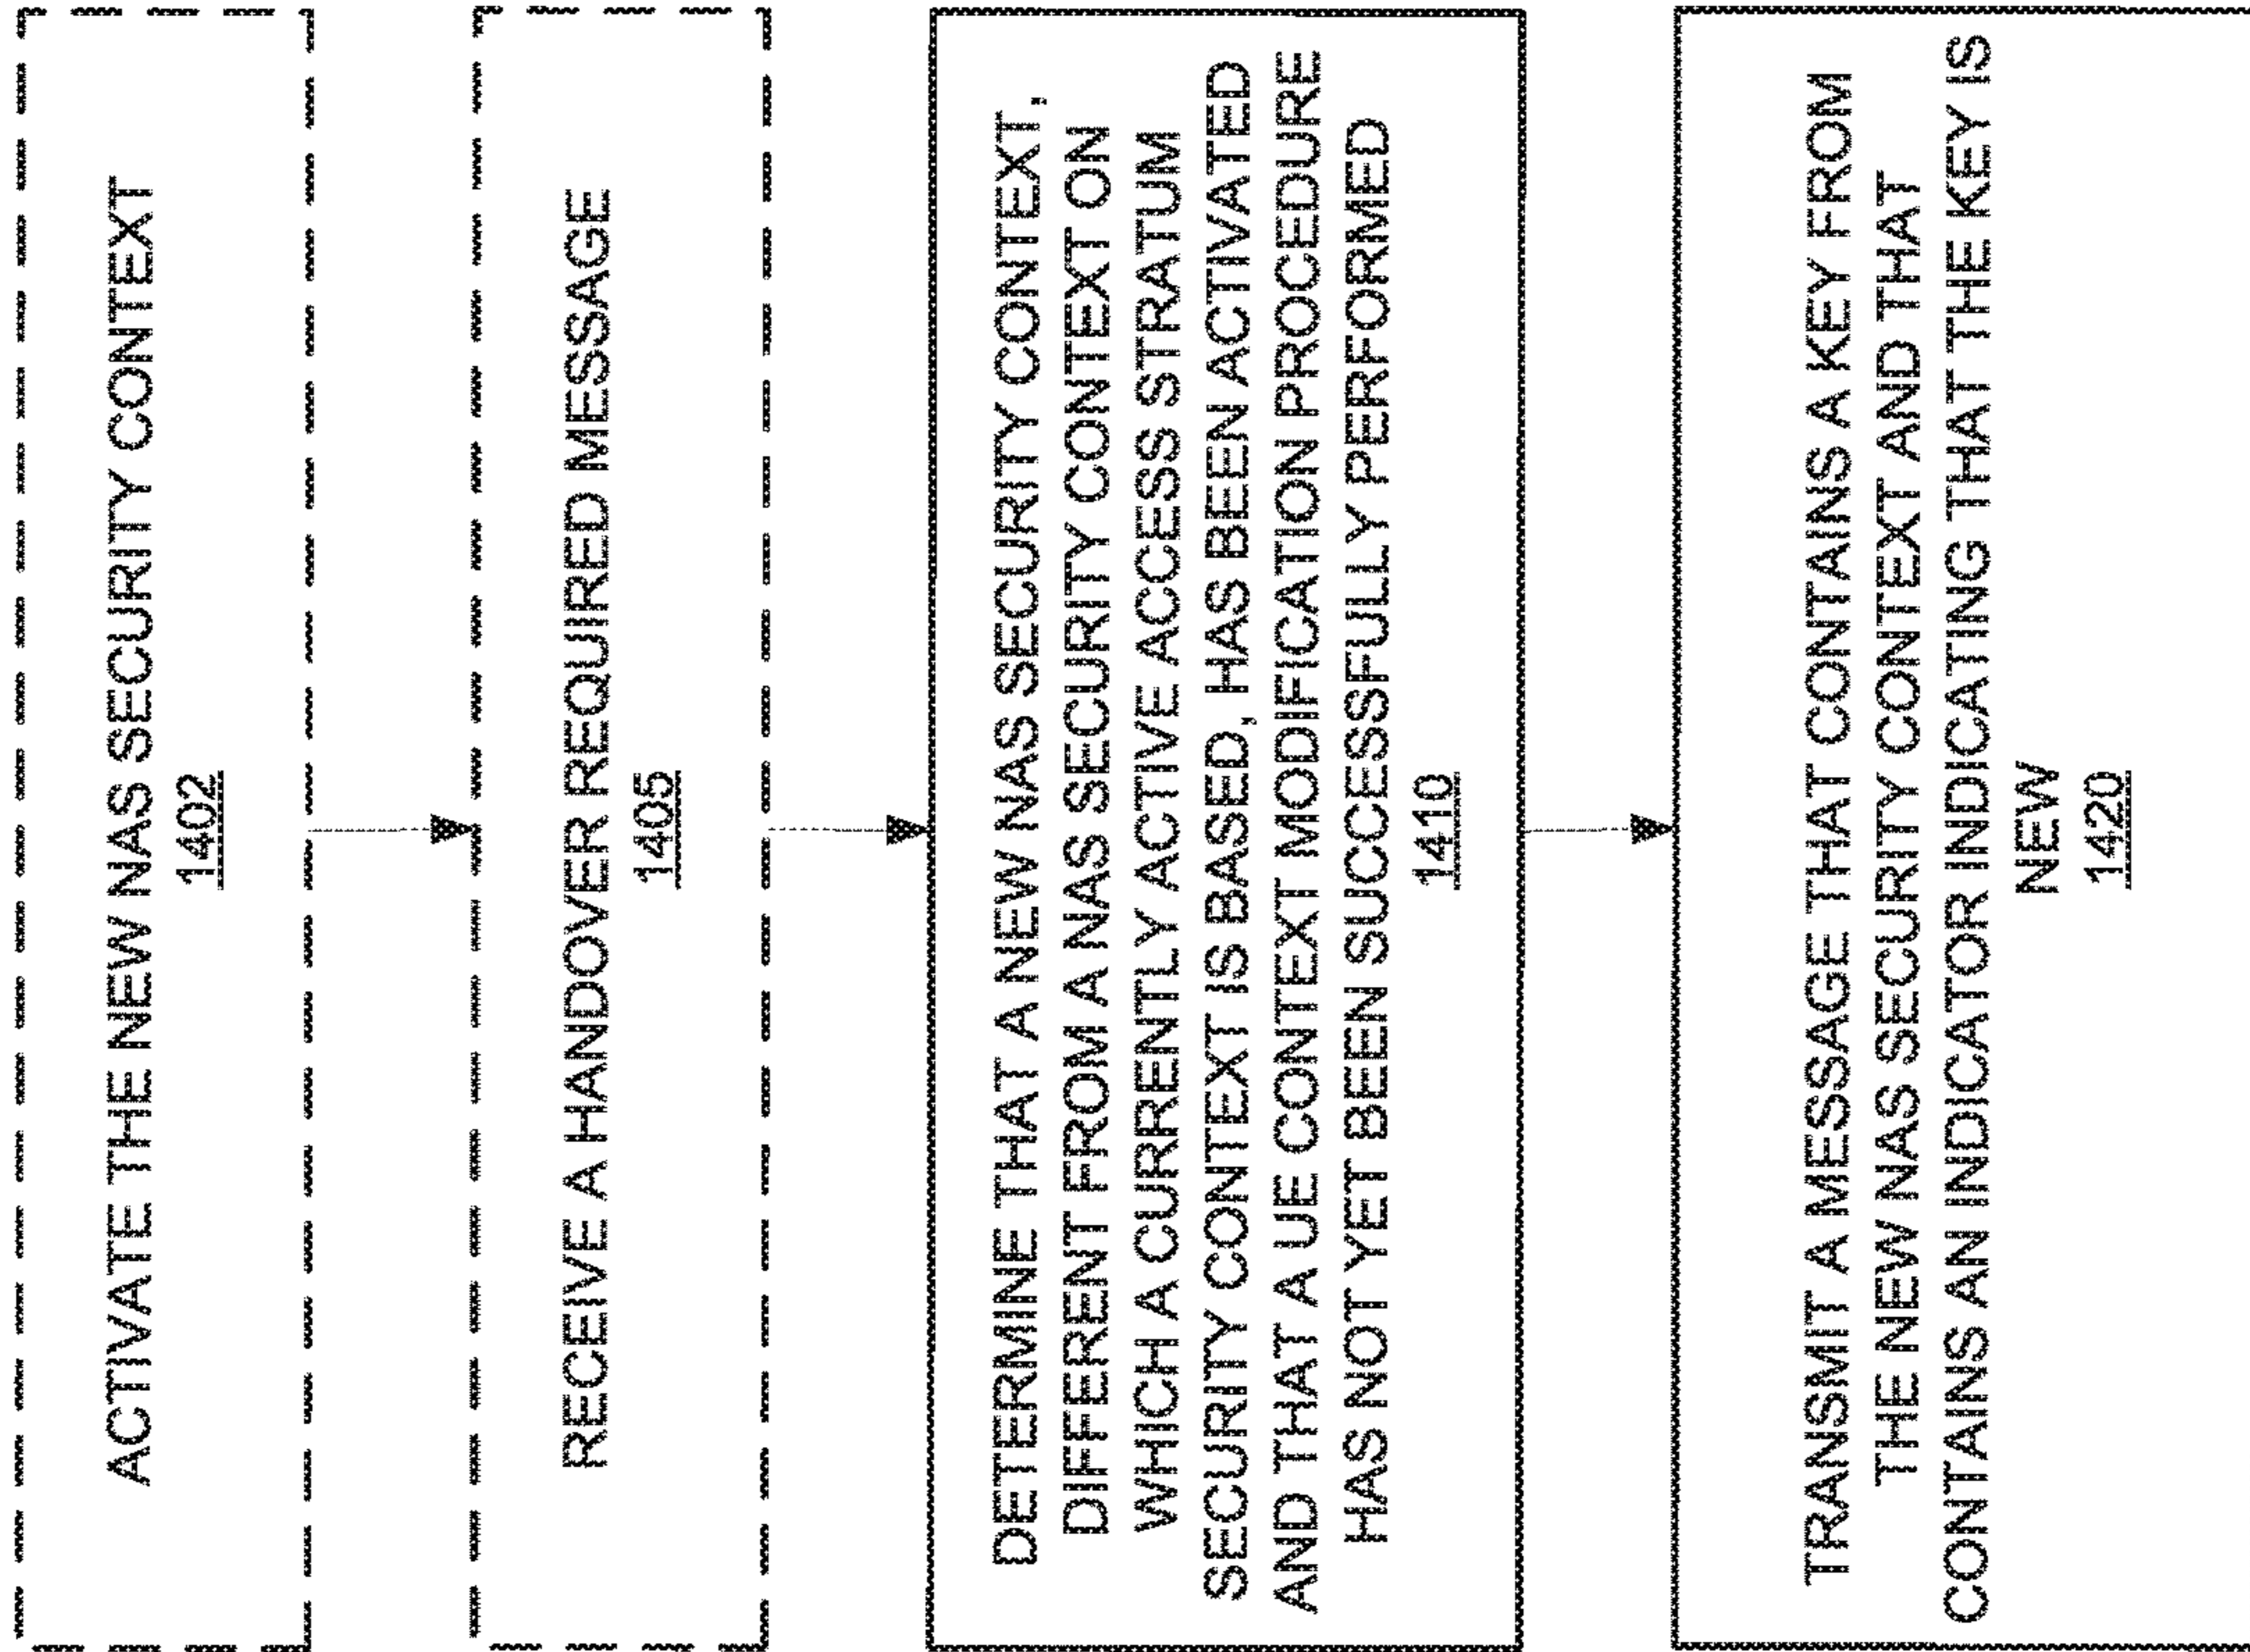 ACTIVATE THE NEW NAS SECURITY CONTEXT
1402
RECEIVE A HANDOVER REQUIRED MESSAGE
1405
DETERMINE THAT A NEW NAS SECURITY CONTEXT,
DIFFERENT FROM A NAS SECURITY CONTEXT ON
WHICH A CURRENTLY ACTIVE ACCESS STRATUM
SECURITY CONTEXT IS BASED, HAS BEEN ACTIVATED
AND THAT A UE CONTEXT MODIFICATION PROCEDURE
HAS NOT YET BEEN SUCCESSFULLY PERFORMED
1410
TRANSMIT A MESSAGE THAT CONTAINS A KEY FROM
THE NEW NAS SECURITY CONTEXT AND THAT
CONTAINS AN INDICATOR INDICATING THAT THE KEY IS
NEW
1420